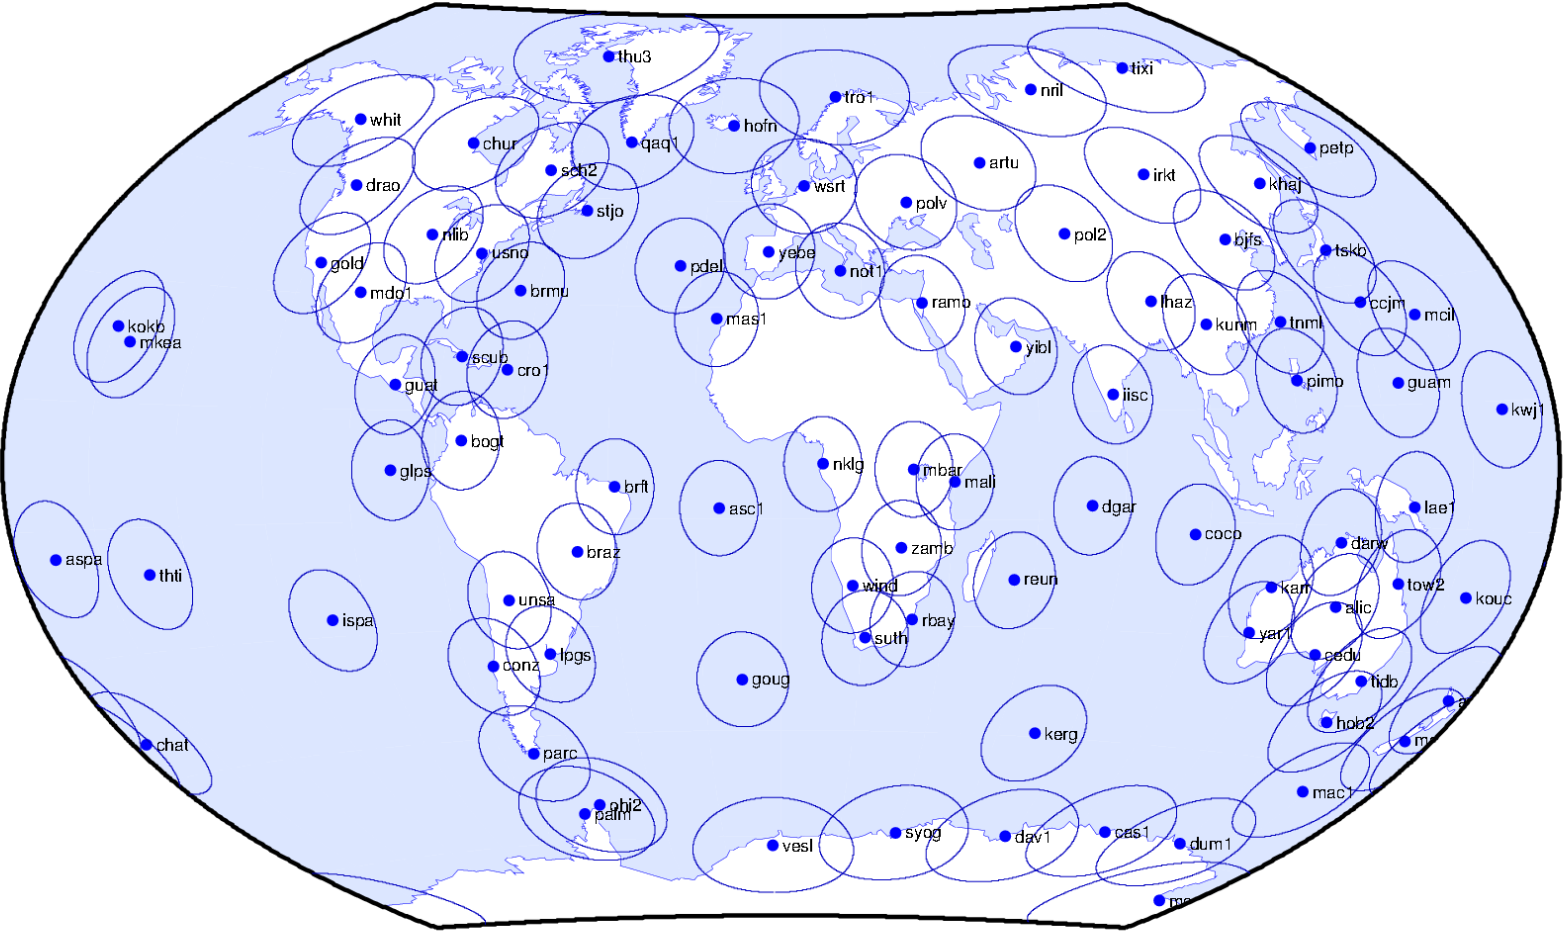 thu3
tixi
nril
tro1
whit
hofn
chur
qaq1
petp
artu
sch2
irkt
khaj
drao
wsrt
polv
stjo
nlib
pol2
bjfs
tskb
usno
yebe
gold
pdel
not1
mdo1
brmu
lhaz
ramo
ccjm
mcil
mas1
tnml
kunm
kokb
mkea
yibl
scub
cro1
pimo
guam
guat
iisc
kwj1
bogt
nklg
glps
mbar
mali
brft
dgar
lae1
asc1
coco
darw
zamb
braz
aspa
thti
reun
tow2
wind
karr
kouc
unsa
alic
rbay
ispa
yar1
suth
lpgs
cedu
conz
goug
tidb
hob2
kerg
chat
parc
mac1
ohi2
palm
syog
cas1
dav1
dum1
vesl